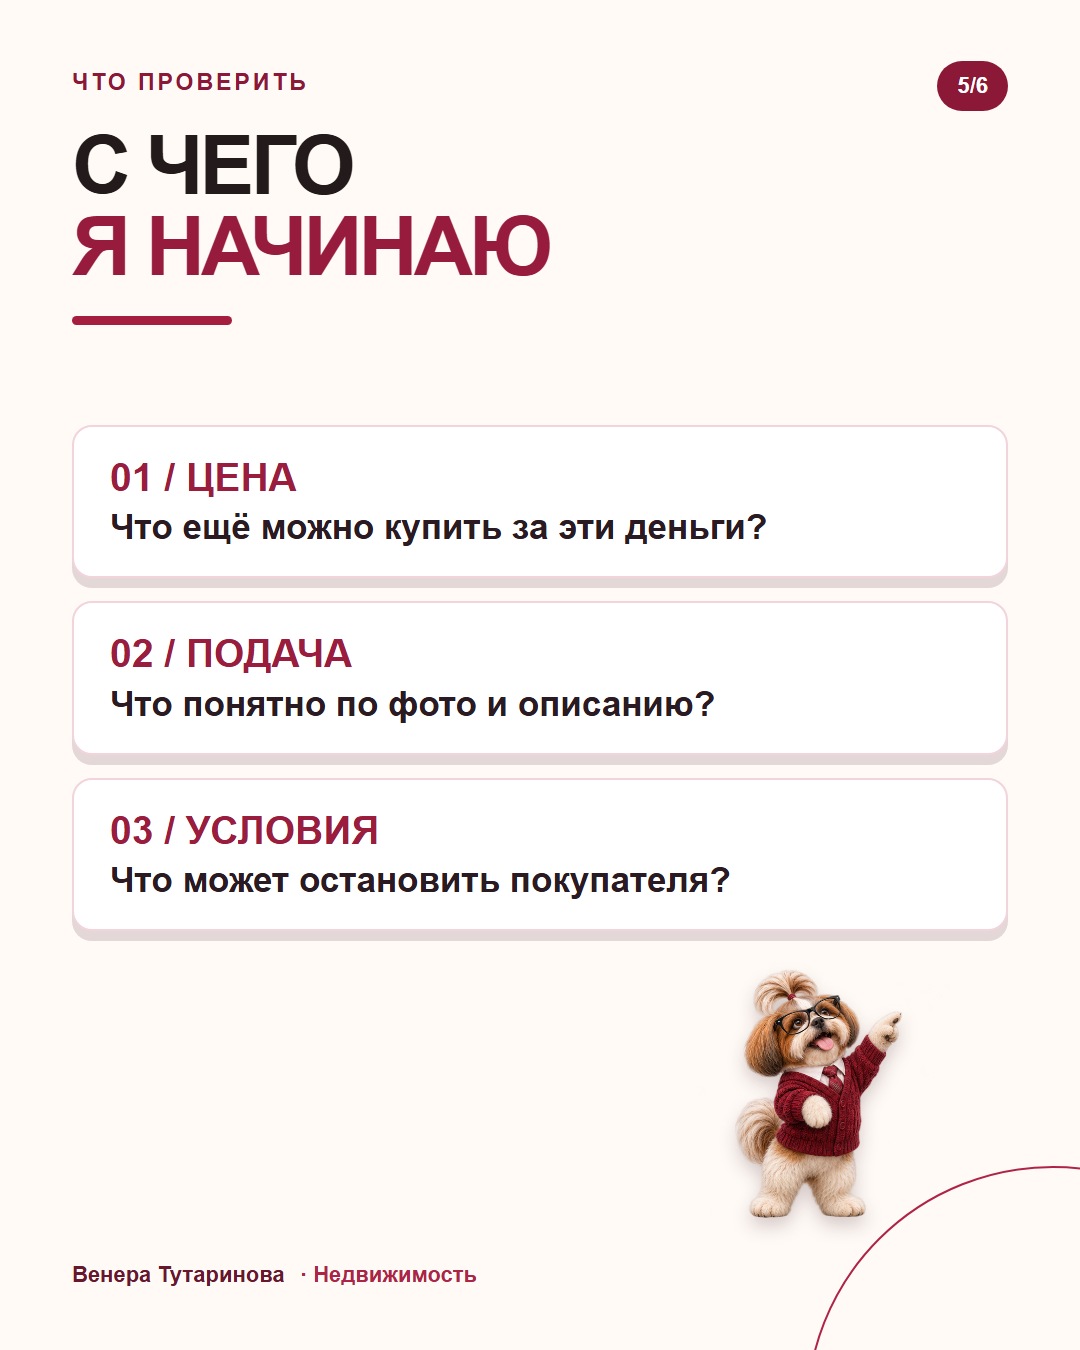 ЧТО ПРОВЕРИТЬ
5/6
С ЧЕГО
Я НАЧИНАЮ
01 / ЦЕНА
Что ещё можно купить за эти деньги?
02 / ПОДАЧА
Что понятно по фото и описанию?
03 / УСЛОВИЯ
Что может остановить покупателя?
Венера Тутаринова · Недвижимость